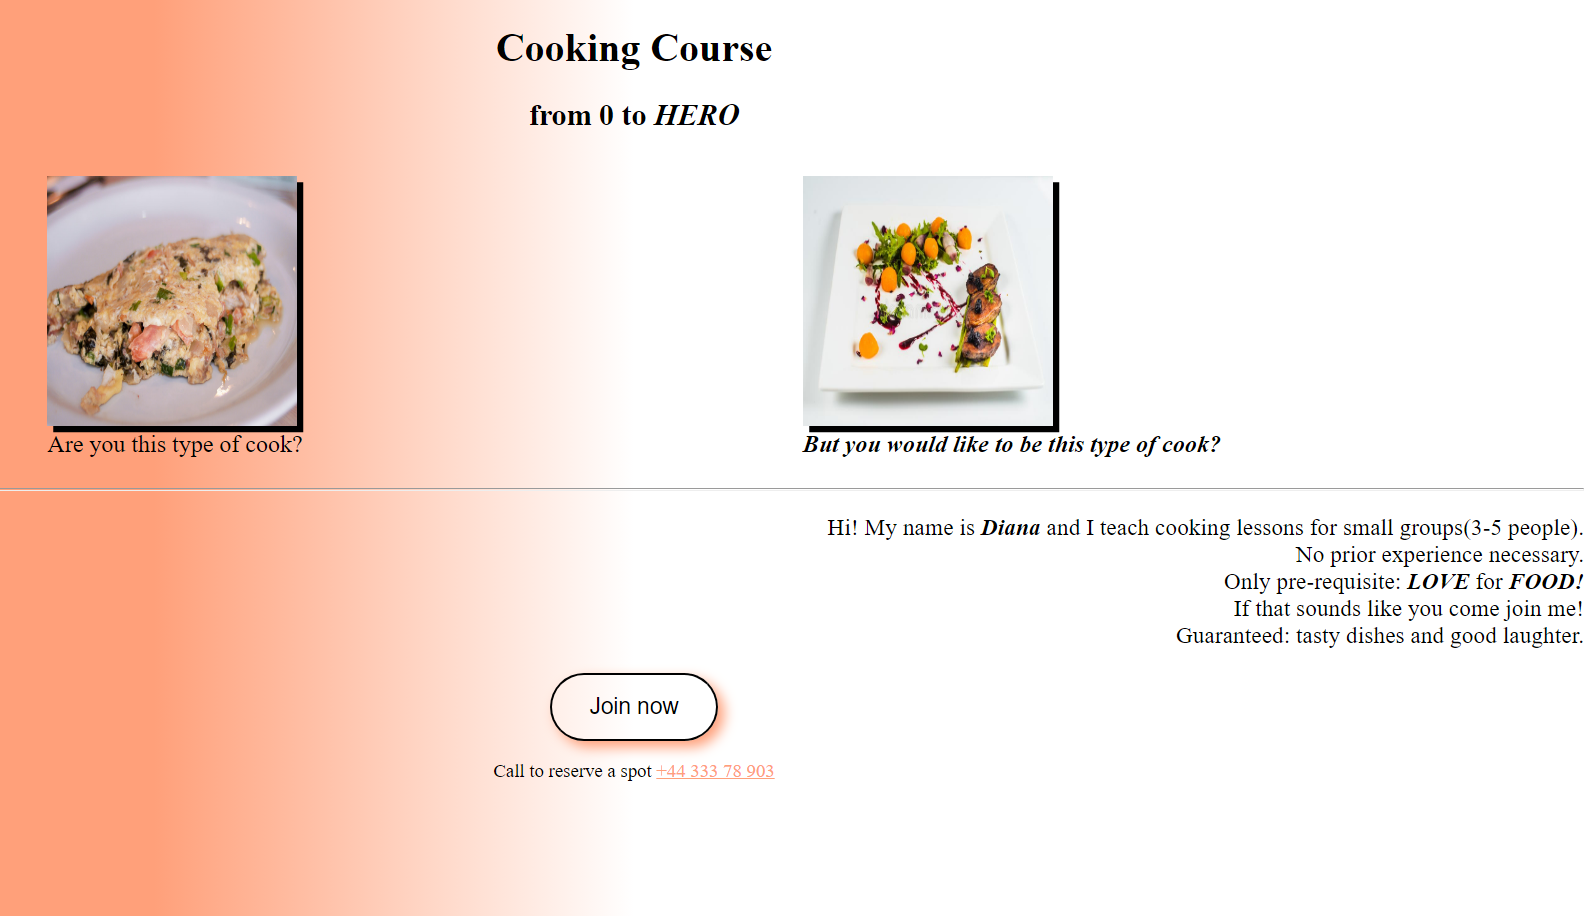 Cooking Course
from 0 to HERO
Are you this type of cook?
But you would like to be this type of cook?
Hi! My name is Diana and I teach cooking lessons for small groups(3-5 people).
No prior experience necessary.
Only pre-requisite: LOVE for FOOD!
If that sounds like you come join me!
Guaranteed: tasty dishes and good laughter.
Join now
Call to reserve a spot +44 333 78 903